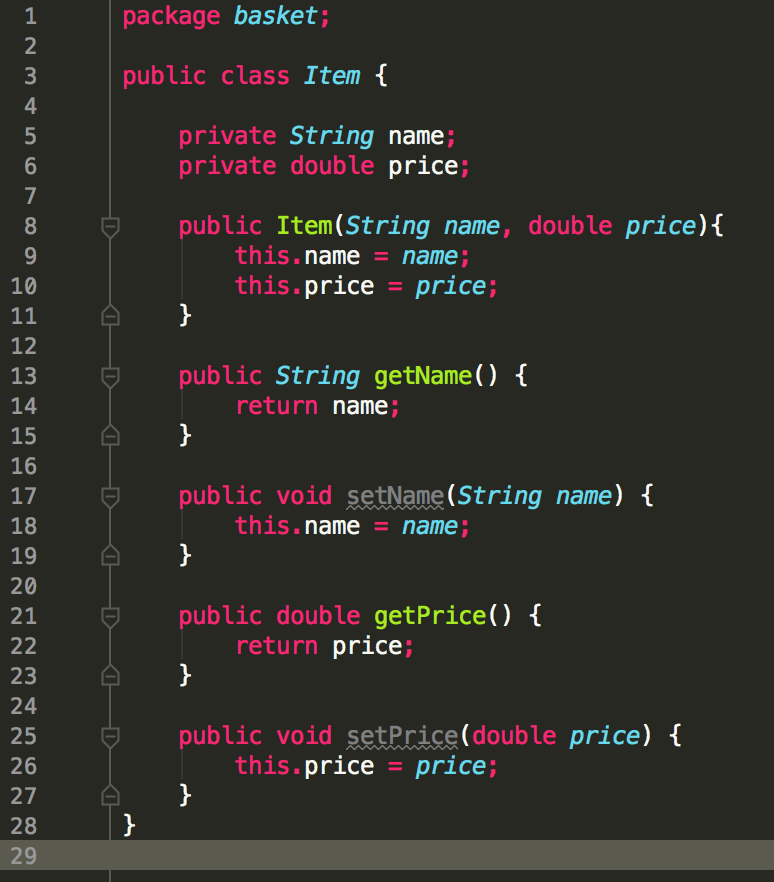 1 package basket;
2
3 public class Item {
4
5     private String name;
6     private double price;
7
8     public Item(String name, double price){
9         this.name = name;
10         this.price = price;
11     }
12
13     public String getName() {
14         return name;
15     }
16
17     public void setName(String name) {
18         this.name = name;
19     }
20
21     public double getPrice() {
22         return price;
23     }
24
25     public void setPrice(double price) {
26         this.price = price;
27     }
28 }
29